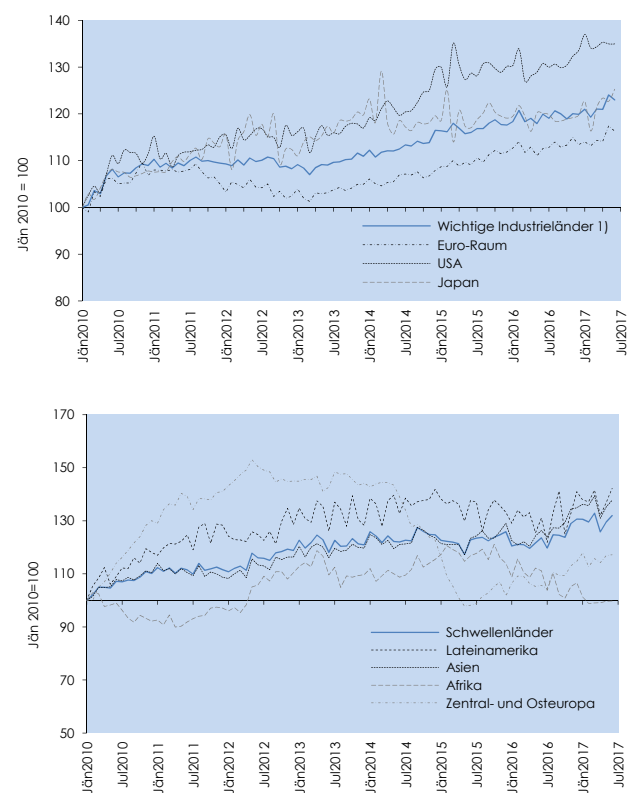 140
130
120
110
100
90
80
Jän 2010 = 100
Wichtige Industrieländer 1)
Euro-Raum
USA
Japan
Jän2010
Jul2010
Jän2011
Jul2011
Jän2012
Jul2012
Jän2013
Jul2013
Jän2014
Jul2014
Jän2015
Jul2015
Jän2016
Jul2016
Jän2017
Jul2017
170
150
130
110
90
70
50
Jän 2010=100
Schwellenländer
Lateinamerika
Asien
Afrika
Zentral- und Osteuropa
Jän2010
Jul2010
Jän2011
Jul2011
Jän2012
Jul2012
Jän2013
Jul2013
Jän2014
Jul2014
Jän2015
Jul2015
Jän2016
Jul2016
Jän2017
Jul2017